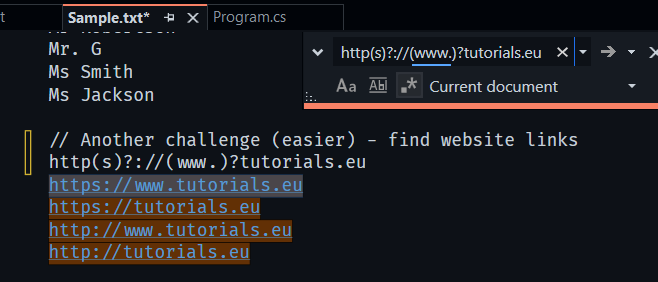 t Sample.txt* Program.cs
http(s)?://(www.)?tutorials.eu
Aa Abl .* Current document
Mr. G
Ms Smith
Ms Jackson
// Another challenge (easier) - find website links
http(s)?://(www.)?tutorials.eu
https://www.tutorials.eu
https://tutorials.eu
http://www.tutorials.eu
http://tutorials.eu